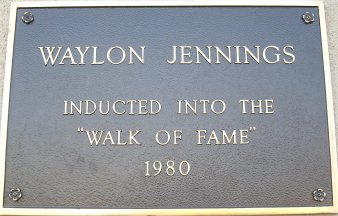 WAYLON JENNINGS
INDUCTED INTO THE
"WALK OF FAME"
1980